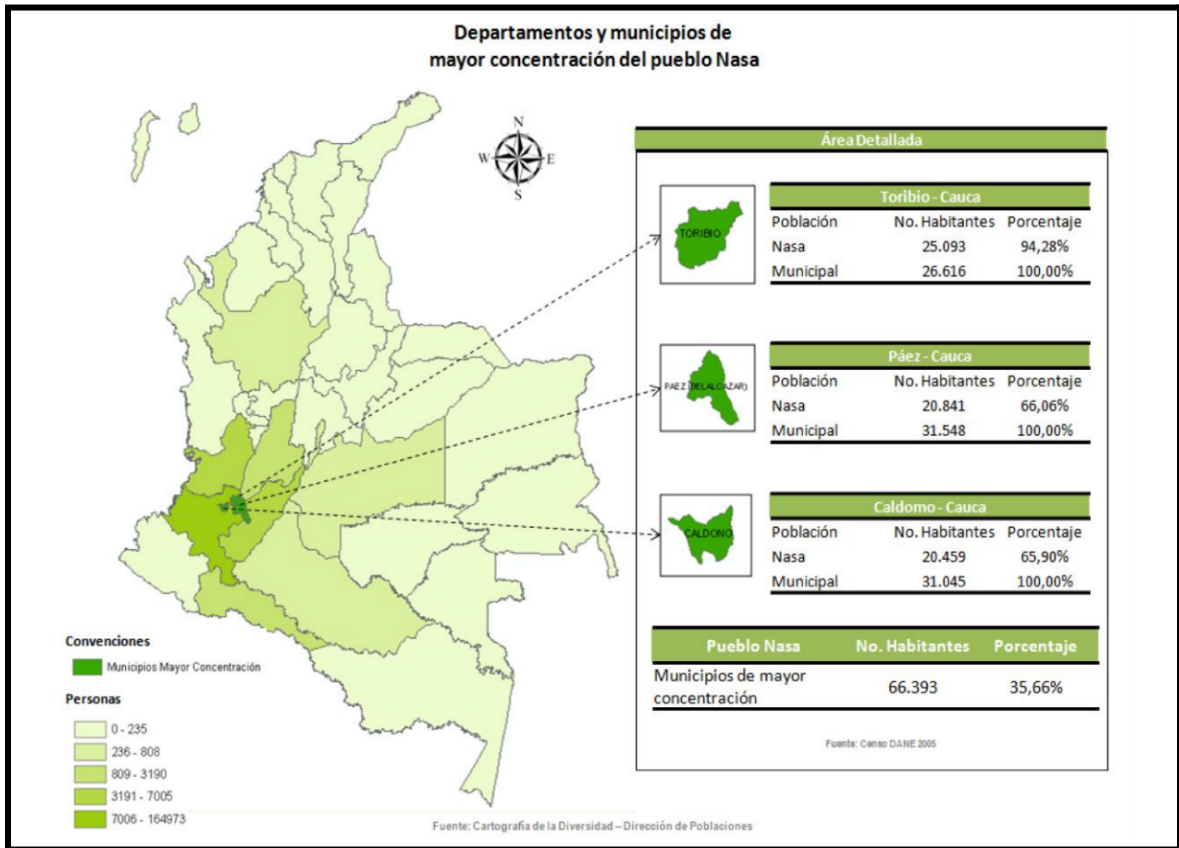 Departamentos y municipios de
mayor concentración del pueblo Nasa
N
W E
S
Área Detallada
TORIBIO
Toribio - Cauca
Población No. Habitantes Porcentaje
Nasa 25.093 94,28%
Municipal 26.616 100,00%
PAEZ (BELALCAZAR)
Páez - Cauca
Población No. Habitantes Porcentaje
Nasa 20.841 66,06%
Municipal 31.548 100,00%
CALDONO
Caldomo - Cauca
Población No. Habitantes Porcentaje
Nasa 20.459 65,90%
Municipal 31.045 100,00%
Pueblo Nasa No. Habitantes Porcentaje
Municipios de mayor
concentración 66.393 35,66%
Fuente: Censo DANE 2005
Convenciones
Municipios Mayor Concentración
Personas
0 - 235
236 - 808
809 - 3190
3191 - 7005
7006 - 164973
Fuente: Cartografía de la Diversidad – Dirección de Poblaciones